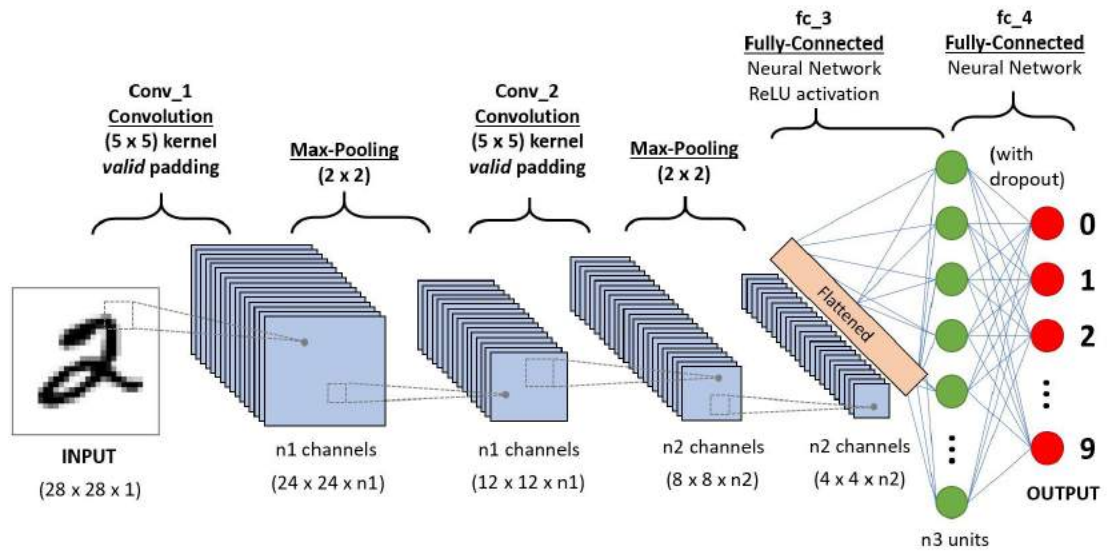 fc_3
Fully-Connected
Neural Network
ReLU activation
fc_4
Fully-Connected
Neural Network
Conv_1
Convolution
(5 x 5) kernel
valid padding
Max-Pooling
(2 x 2)
Conv_2
Convolution
(5 x 5) kernel
valid padding
Max-Pooling
(2 x 2)
(with
dropout)
0
1
2
9
OUTPUT
Flattened
2
INPUT
(28 x 28 x 1)
n1 channels
(24 x 24 x n1)
n1 channels
(12 x 12 x n1)
n2 channels
(8 x 8 x n2)
n2 channels
(4 x 4 x n2)
n3 units